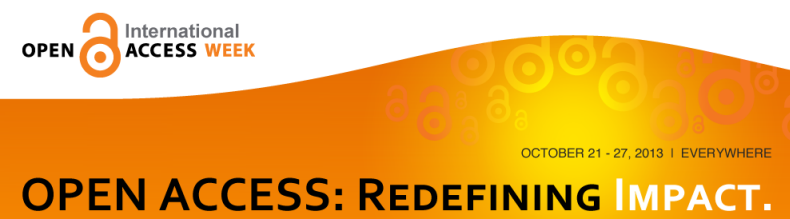 International
OPEN ACCESS WEEK
OCTOBER 21 - 27, 2013 | EVERYWHERE
OPEN ACCESS: REDEFINING IMPACT.